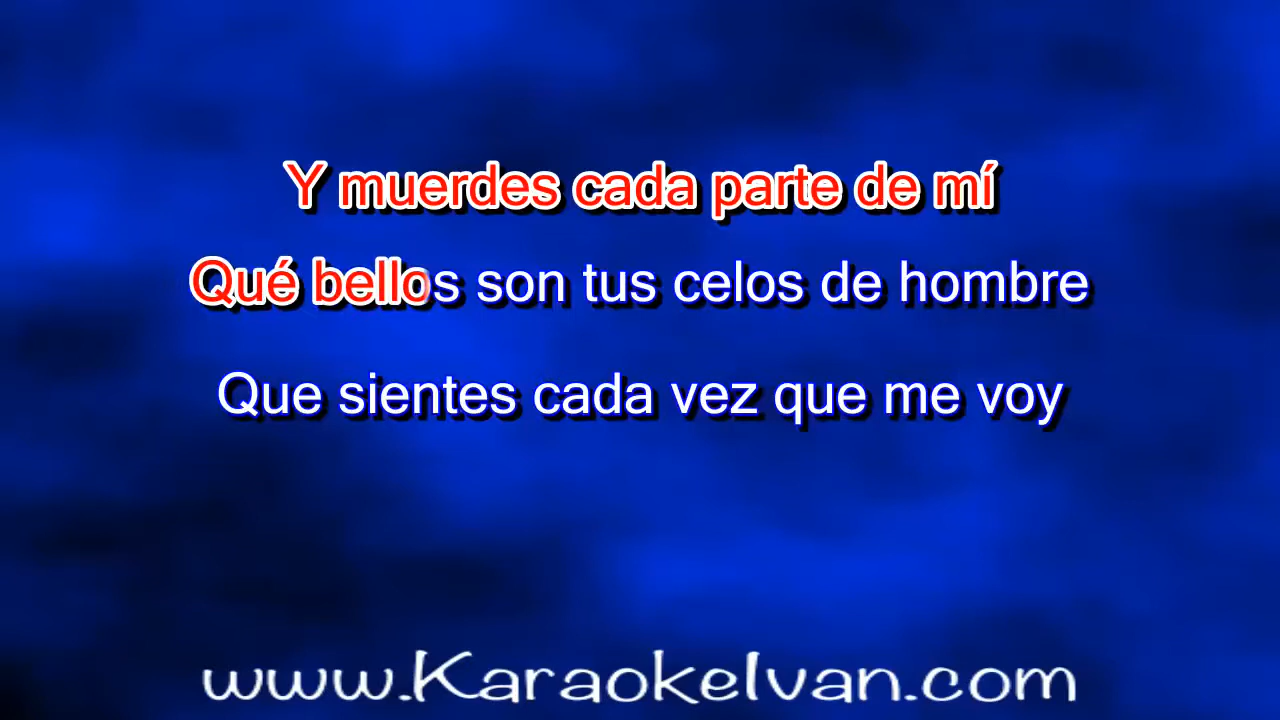 Y muerdes cada parte de mí
Qué bellos son tus celos de hombre
Que sientes cada vez que me voy
www.KaraokeIvan.com